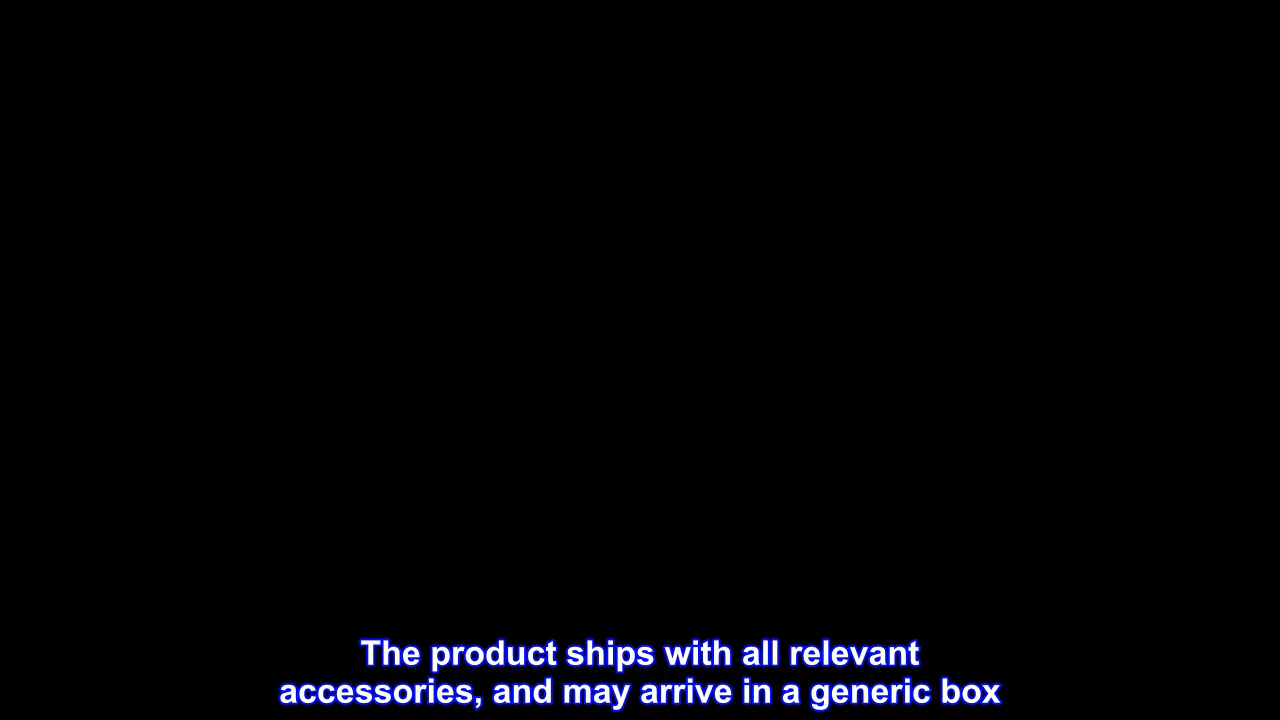 The product ships with all relevant
accessories, and may arrive in a generic box